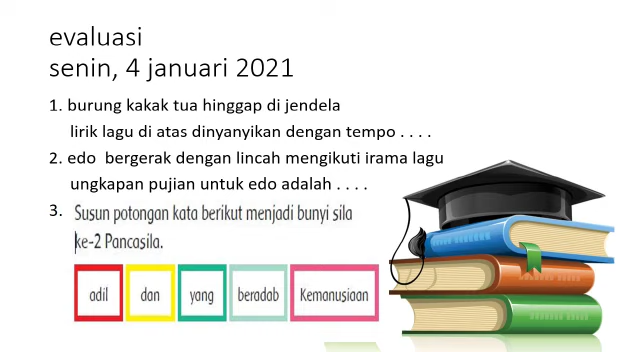 evaluasi
senin, 4 januari 2021
1. burung kakak tua hinggap di jendela
lirik lagu di atas dinyanyikan dengan tempo . . . .
2. edo bergerak dengan lincah mengikuti irama lagu
ungkapan pujian untuk edo adalah . . . .
3. Susun potongan kata berikut menjadi bunyi sila
ke-2 Pancasila.
adil dan yang beradab Kemanusiaan